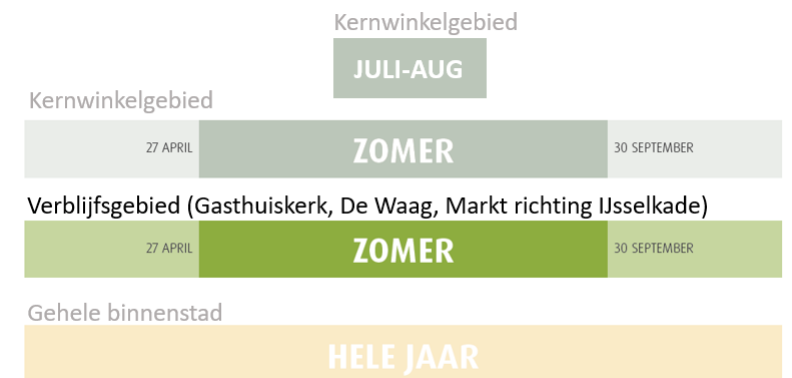 Kernwinkelgebied
JULI-AUG
Kernwinkelgebied
27 APRIL ZOMER 30 SEPTEMBER
Verblijfsgebied (Gasthuiskerk, De Waag, Markt richting IJsselkade)
27 APRIL ZOMER 30 SEPTEMBER
Gehele binnenstad
HELE JAAR